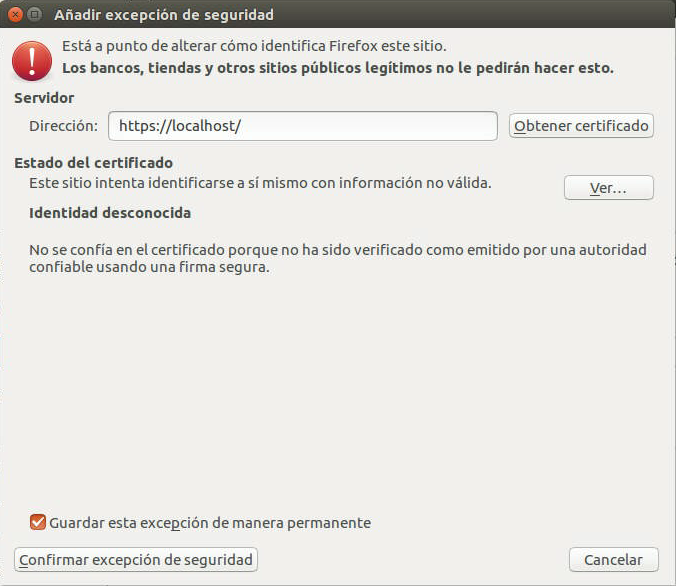 Añadir excepción de seguridad
Está a punto de alterar cómo identifica Firefox este sitio.
Los bancos, tiendas y otros sitios públicos legítimos no le pedirán hacer esto.
Servidor
Dirección: https://localhost/ Obtener certificado
Estado del certificado
Este sitio intenta identificarse a sí mismo con información no válida.
Ver...
Identidad desconocida
No se confía en el certificado porque no ha sido verificado como emitido por una autoridad
confiable usando una firma segura.
Guardar esta excepción de manera permanente
Confirmar excepción de seguridad Cancelar